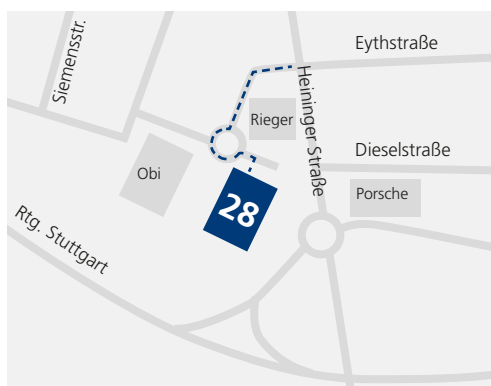 Eythstraße
Siemensstr.
Heininger Straße
Rieger
Dieselstraße
Obi
Porsche
28
Rtg. Stuttgart